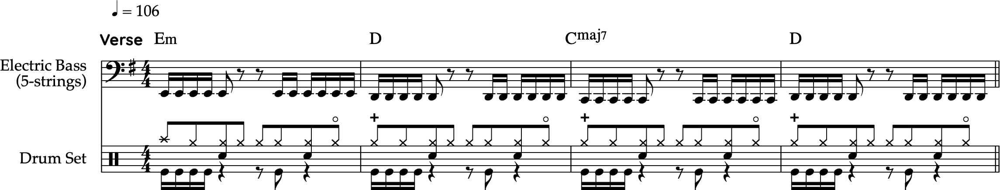 ♩ = 106
Verse Em D Cmaj7 D
Electric Bass
(5-strings)
Drum Set